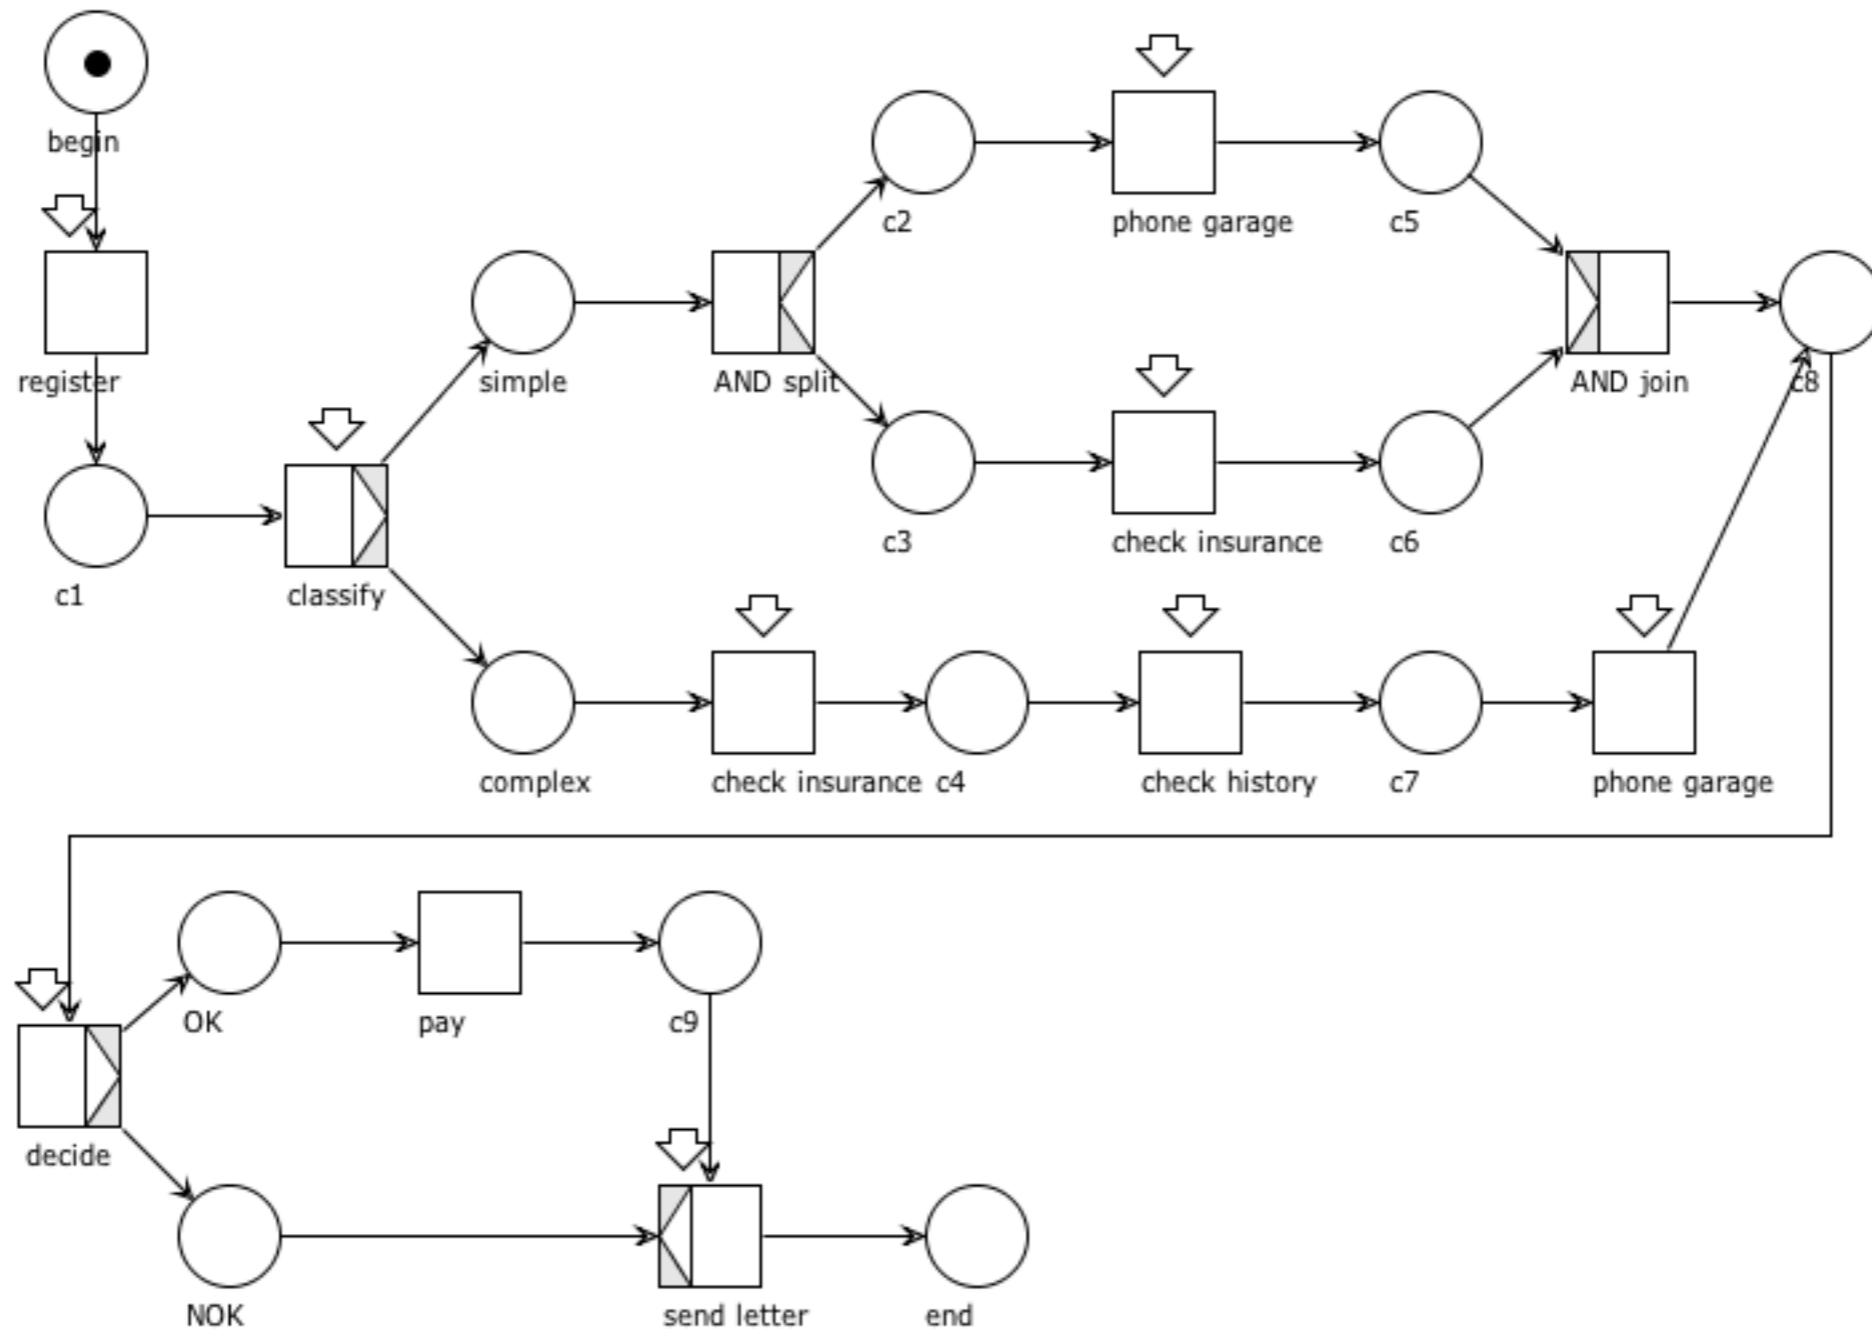 begin
c2
phone garage
c5
register
simple
AND split
AND join
c8
c3
check insurance
c6
c1
classify
complex
check insurance
c4
check history
c7
phone garage
OK
pay
c9
decide
NOK
send letter
end